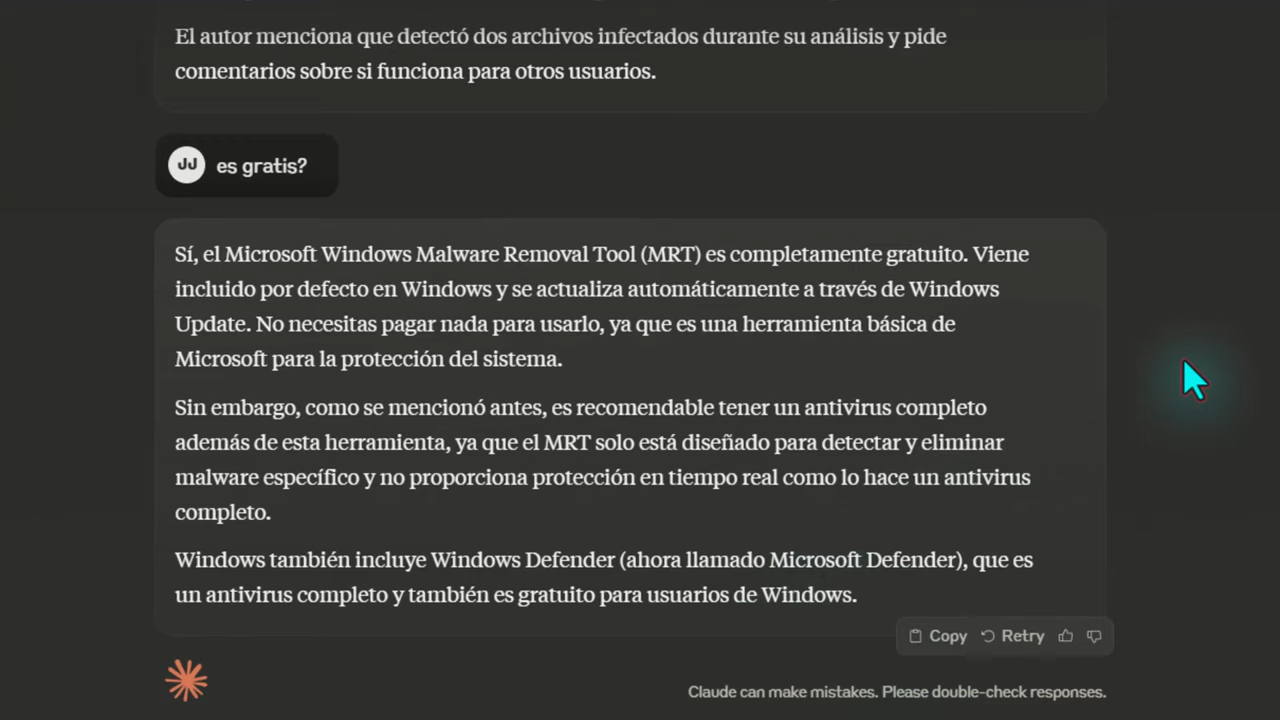 El autor menciona que detectó dos archivos infectados durante su análisis y pide
comentarios sobre si funciona para otros usuarios.
JJ es gratis?
Sí, el Microsoft Windows Malware Removal Tool (MRT) es completamente gratuito. Viene
incluido por defecto en Windows y se actualiza automáticamente a través de Windows
Update. No necesitas pagar nada para usarlo, ya que es una herramienta básica de
Microsoft para la protección del sistema.
Sin embargo, como se mencionó antes, es recomendable tener un antivirus completo
además de esta herramienta, ya que el MRT solo está diseñado para detectar y eliminar
malware específico y no proporciona protección en tiempo real como lo hace un antivirus
completo.
Windows también incluye Windows Defender (ahora llamado Microsoft Defender), que es
un antivirus completo y también es gratuito para usuarios de Windows.
Copy Retry
Claude can make mistakes. Please double-check responses.